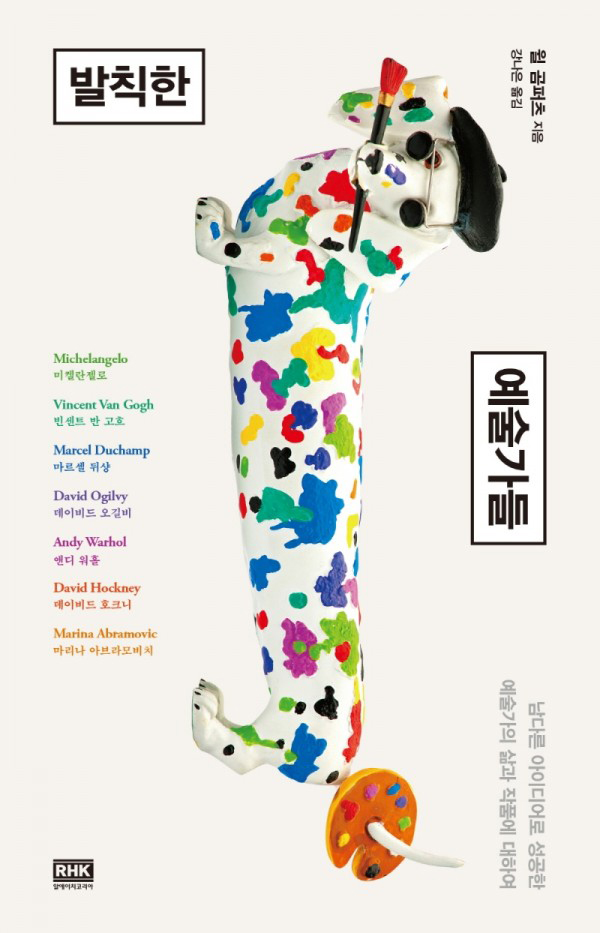 발칙한
윌 곰퍼츠 지음
강나은 옮김
예술가들
Michelangelo
미켈란젤로
Vincent Van Gogh
빈센트 반 고흐
Marcel Duchamp
마르셀 뒤샹
David Ogilvy
데이비드 오길비
Andy Warhol
앤디 워홀
David Hockney
데이비드 호크니
Marina Abramovic
마리나 아브라모비치
남다른 아이디어로 성공한
예술가의 삶과 작품에 대하여
RHK
알에이치코리아